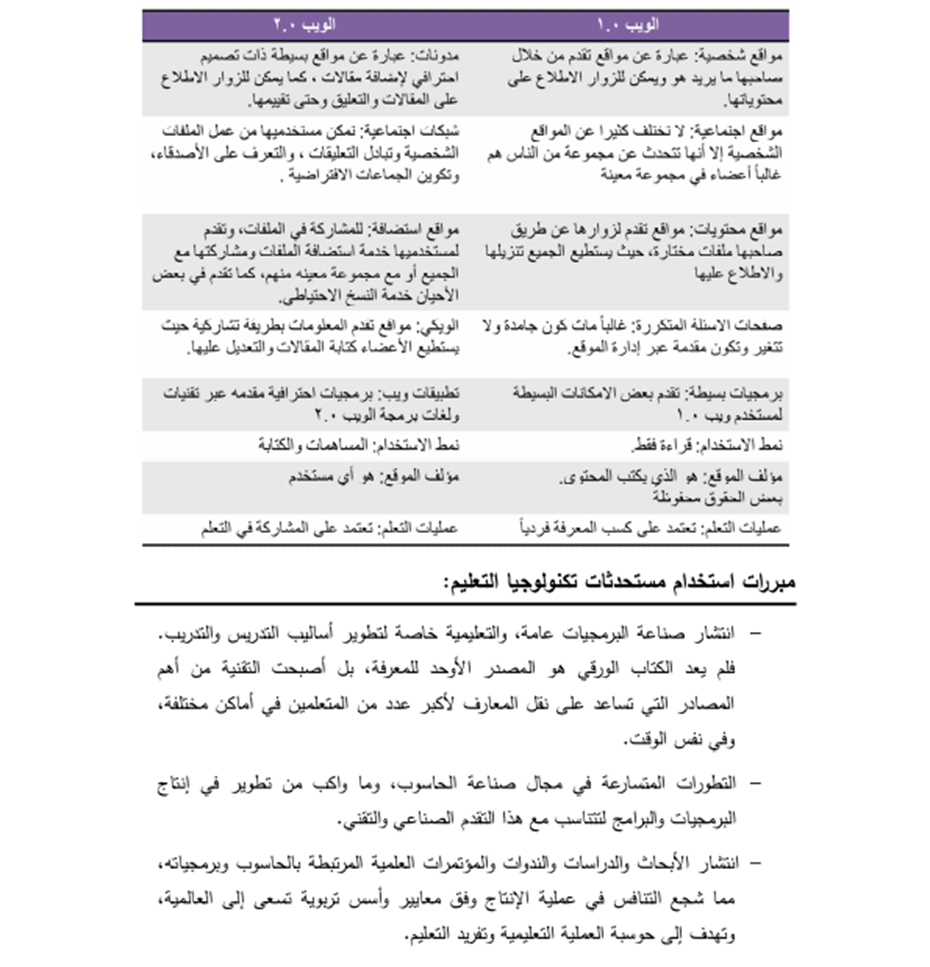 الويب ١.٠
الويب ٢.٠
مواقع شخصية: عبارة عن مواقع تقدم من خلال
صاحبها ما يريد هو ويمكن للزوار الاطلاع على
محتوياتها.
مدونات: عبارة عن مواقع بسيطة ذات تصميم
احترافي لإضافة مقالات ، كما يمكن للزوار الاطلاع
على المقالات والتعليق وحتى تقييمها.
مواقع اجتماعية: لا تختلف كثيرا عن المواقع
الشخصية إلا أنها تتحدث عن مجموعة من الناس هم
غالباً أعضاء في مجموعة معينة
شبكات اجتماعية: تمكن مستخدميها من عمل الملفات
الشخصية وتبادل التعليقات ، والتعرف على الأصدقاء،
وتكوين الجماعات الافتراضية .
مواقع محتويات: مواقع تقدم لزوارها عن طريق
صاحبها ملفات مختارة، حيث يستطيع الجميع تنزيلها
والاطلاع عليها
مواقع استضافة: للمشاركة في الملفات، وتقدم
لمستخدميها خدمة استضافة الملفات ومشاركتها مع
الجميع أو مع مجموعة معينه منهم، كما تقدم في بعض
الأحيان خدمة النسخ الاحتياطي.
صفحات الاسئلة المتكررة: غالباً مات كون جامدة ولا
تتغير وتكون مقدمة عبر إدارة الموقع.
الويكي: مواقع تقدم المعلومات بطريقة تشاركية حيث
يستطيع الأعضاء كتابة المقالات والتعديل عليها.
برمجيات بسيطة: تقدم بعض الامكانات البسيطة
لمستخدم ويب ١.٠
تطبيقات ويب: برمجيات احترافية مقدمه عبر تقنيات
ولغات برمجة الويب ٢.٠
نمط الاستخدام: قراءة فقط.
نمط الاستخدام: المساهمات والكتابة
مؤلف الموقع: هو الذي يكتب المحتوى.
بعض الحقوق محفوظة
مؤلف الموقع: هو أي مستخدم
عمليات التعلم: تعتمد على كسب المعرفة فردياً
عمليات التعلم: تعتمد على المشاركة في التعلم
مبررات استخدام مستحدثات تكنولوجيا التعليم:
– انتشار صناعة البرمجيات عامة، والتعليمية خاصة لتطوير أساليب التدريس والتدريب.
فلم يعد الكتاب الورقي هو المصدر الأوحد للمعرفة، بل أصبحت التقنية من أهم
المصادر التي تساعد على نقل المعارف لأكبر عدد من المتعلمين في أماكن مختلفة،
وفي نفس الوقت.
– التطورات المتسارعة في مجال صناعة الحاسوب، وما واكب من تطوير في إنتاج
البرمجيات والبرامج لتتناسب مع هذا التقدم الصناعي والتقني.
– انتشار الأبحاث والدراسات والندوات والمؤتمرات العلمية المرتبطة بالحاسوب وبرمجياته،
مما شجع التنافس في عملية الإنتاج وفق معايير وأسس تربوية تسعى إلى العالمية،
وتهدف إلى حوسبة العملية التعليمية وتفريد التعليم.